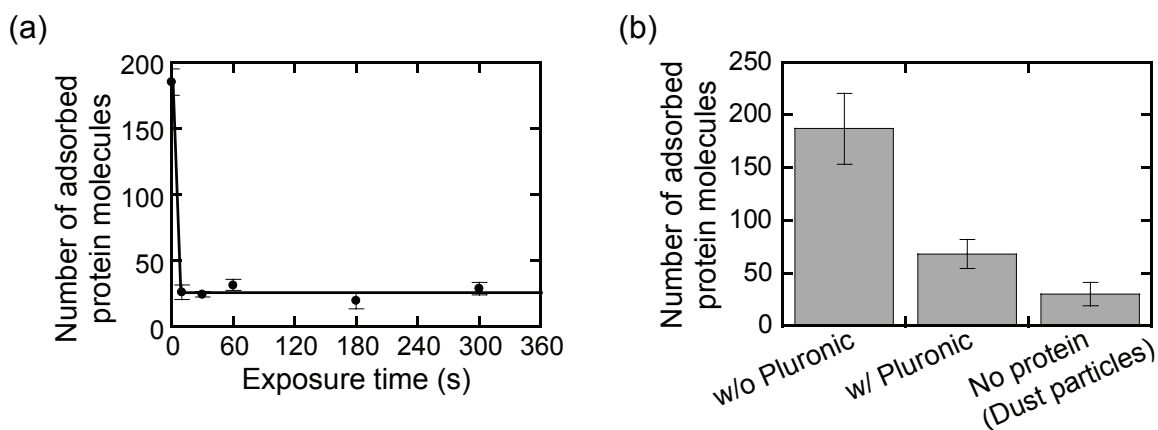 (a)
Number of adsorbed
protein molecules
200
150
100
50
0
0 60 120 180 240 300 360
Exposure time (s)
(b)
Number of adsorbed
protein molecules
250
200
150
100
50
0
w/o Pluronic
w/ Pluronic
No protein
(Dust particles)